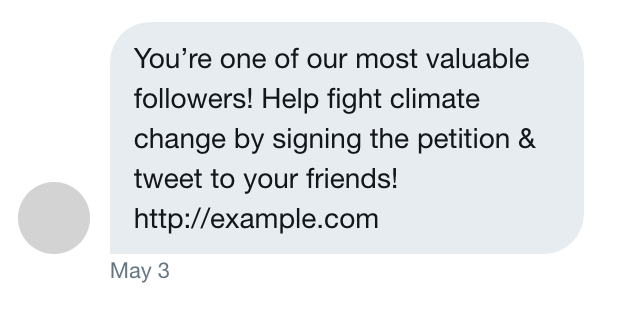 You’re one of our most valuable
followers! Help fight climate
change by signing the petition &
tweet to your friends!
http://example.com
May 3